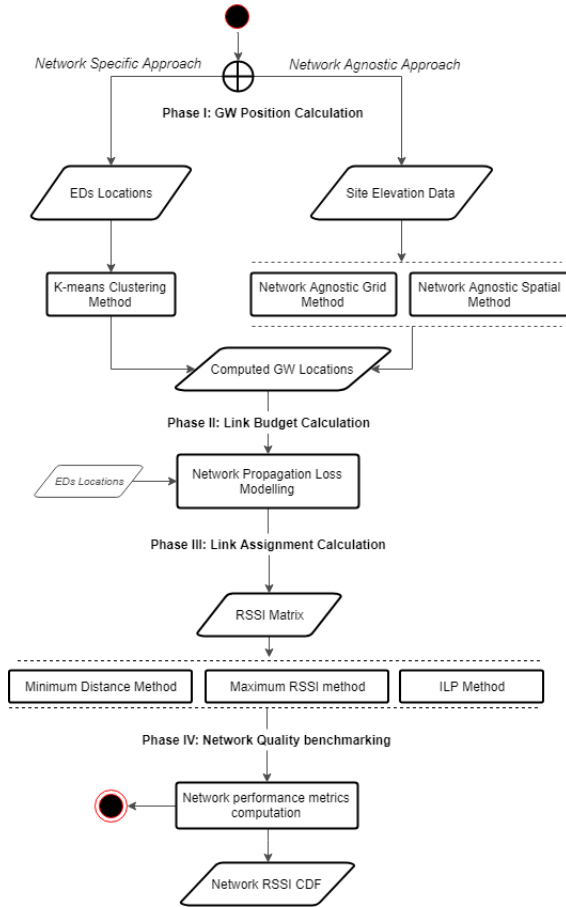 Network Specific Approach
Network Agnostic Approach
Phase I: GW Position Calculation
EDs Locations
Site Elevation Data
K-means Clustering
Method
Network Agnostic Grid
Method
Network Agnostic Spatial
Method
Computed GW Locations
Phase II: Link Budget Calculation
EDs Locations
Network Propagation Loss
Modelling
Phase III: Link Assignment Calculation
RSSI Matrix
Minimum Distance Method
Maximum RSSI method
ILP Method
Phase IV: Network Quality benchmarking
Network performance metrics
computation
Network RSSI CDF